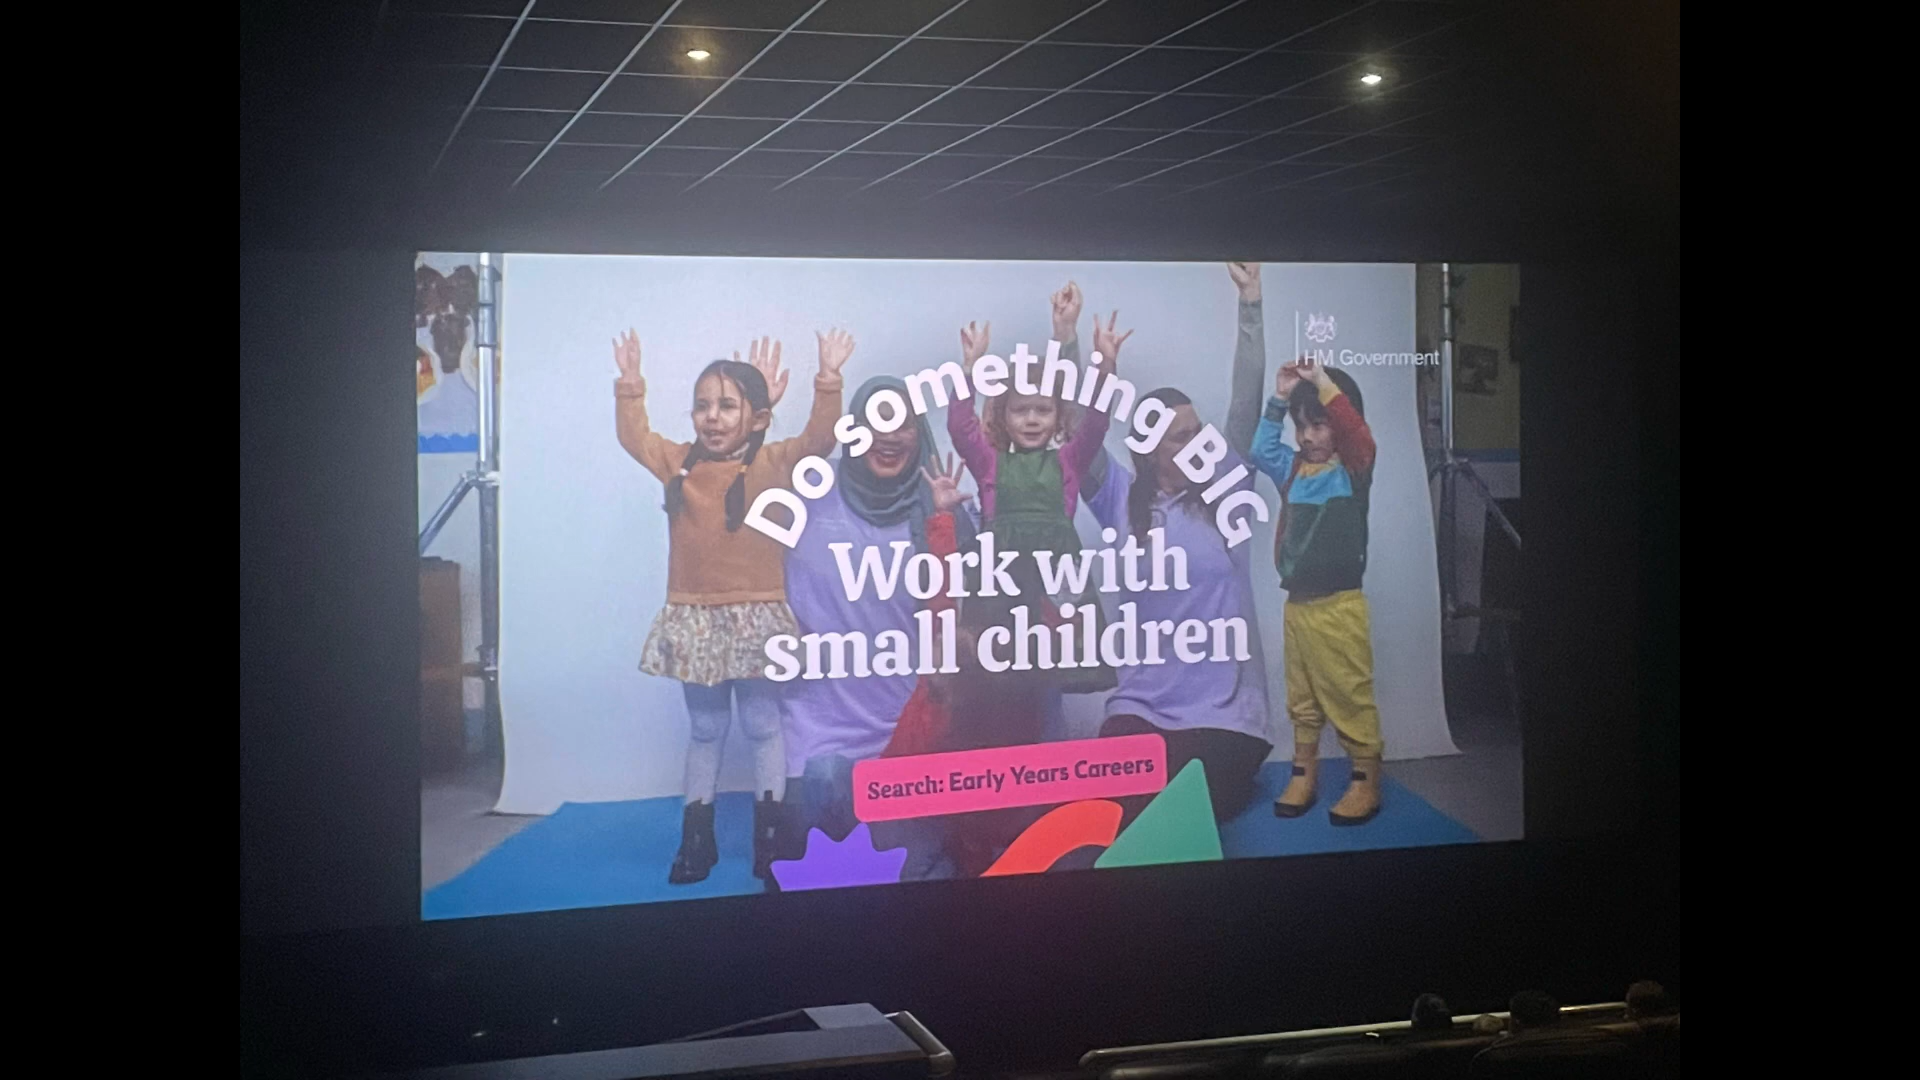 HM Government
Do something BIG
Work with
small children
Search: Early Years Careers